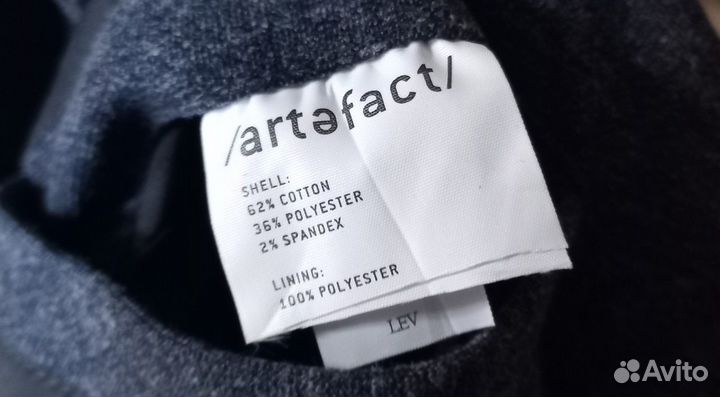 /artəfact/
SHELL:
62% COTTON
36% POLYESTER
2% SPANDEX
LINING:
100% POLYESTER
LEV
Avito